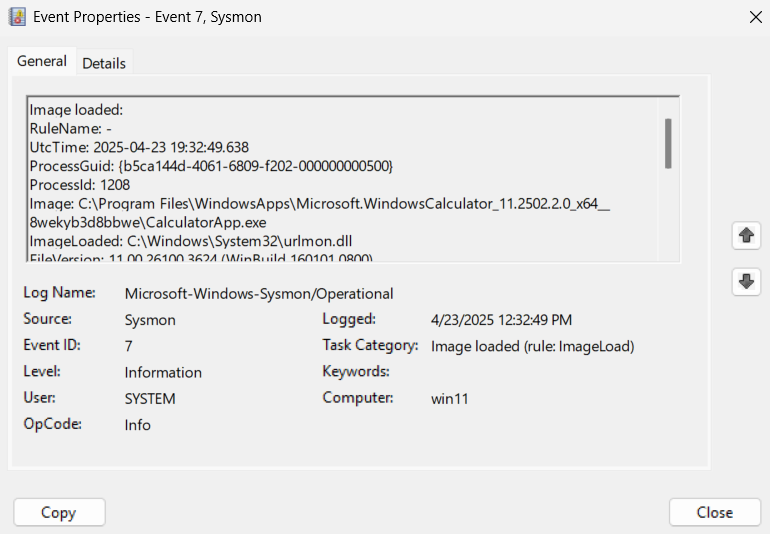 Event Properties - Event 7, Sysmon
General Details
Image loaded:
RuleName: -
UtcTime: 2025-04-23 19:32:49.638
ProcessGuid: {b5ca144d-4061-6809-f202-000000000500}
ProcessId: 1208
Image: C:\Program Files\WindowsApps\Microsoft.WindowsCalculator_11.2502.2.0_x64__
8wekyb3d8bbwe\CalculatorApp.exe
ImageLoaded: C:\Windows\System32\urlmon.dll
FileVersion: 11.00.26100.3624 (WinBuild.160101.0800)
Log Name: Microsoft-Windows-Sysmon/Operational
Source: Sysmon Logged: 4/23/2025 12:32:49 PM
Event ID: 7 Task Category: Image loaded (rule: ImageLoad)
Level: Information Keywords:
User: SYSTEM Computer: win11
OpCode: Info
Copy Close